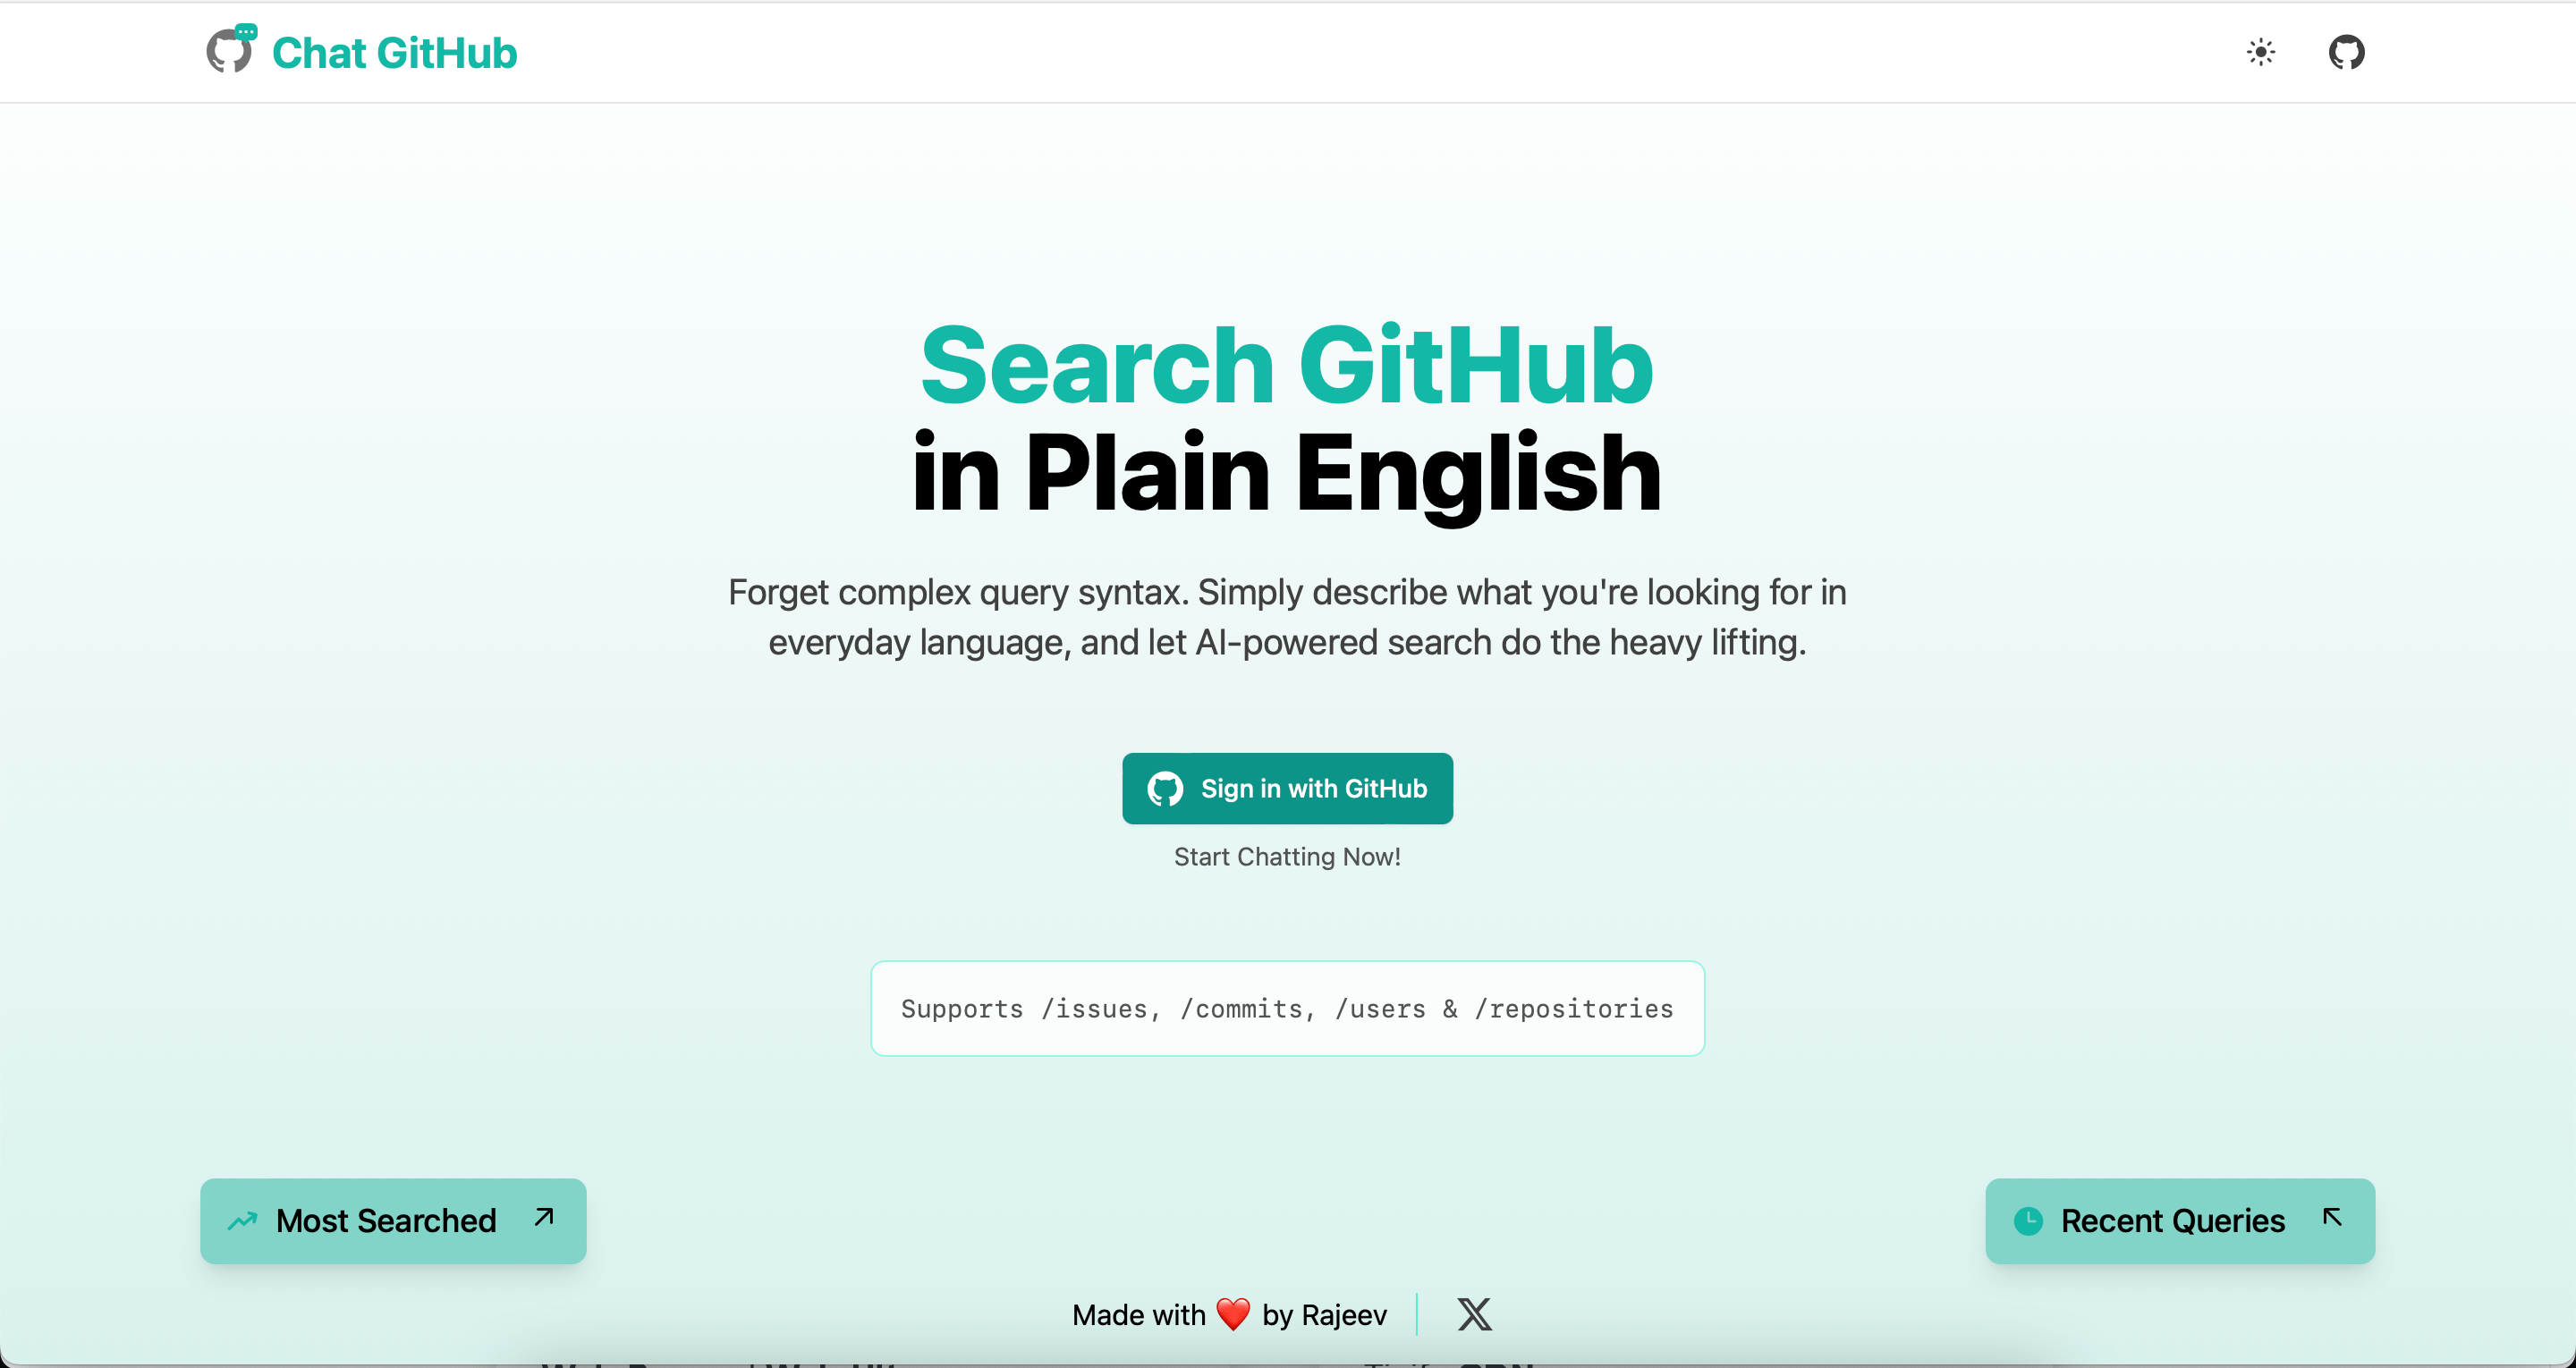 Chat GitHub
Search GitHub
in Plain English
Forget complex query syntax. Simply describe what you're looking for in
everyday language, and let AI-powered search do the heavy lifting.
Sign in with GitHub
Start Chatting Now!
Supports /issues, /commits, /users & /repositories
Most Searched
Recent Queries
Made with ❤️ by Rajeev